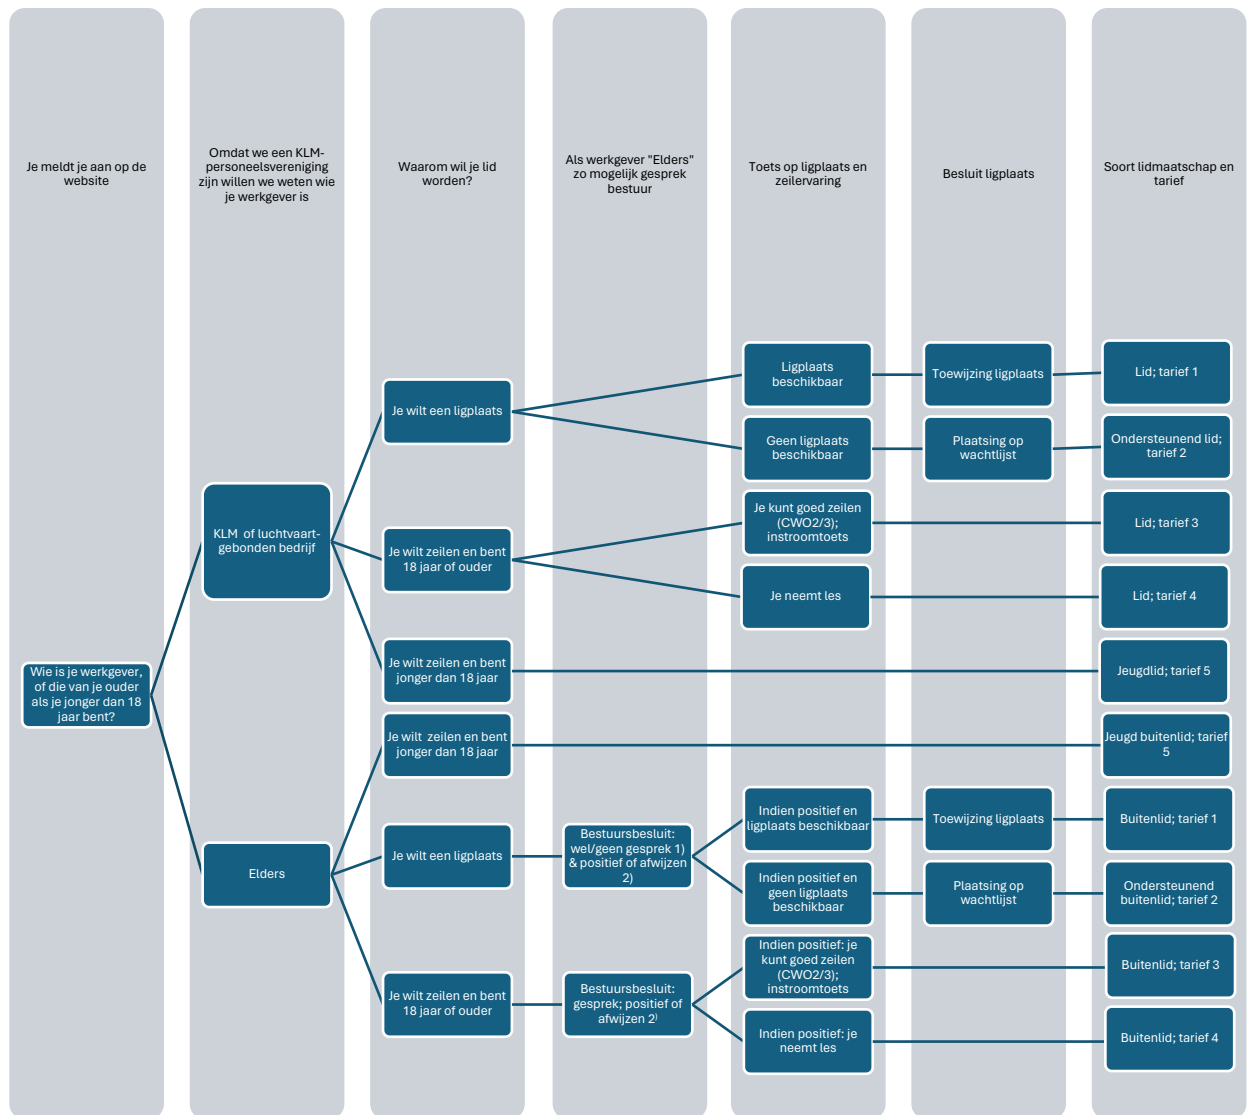 Je meldt je aan op de
website
Omdat we een KLM-
personeelsvereniging
zijn willen we weten wie
je werkgever is
Waarom wil je lid
worden?
Als werkgever "Elders"
zo mogelijk gesprek
bestuur
Toets op ligplaats en
zeilervaring
Besluit ligplaats
Soort lidmaatschap en
tarief
Wie is je werkgever,
of die van je ouder
als je jonger dan 18
jaar bent?
KLM  of luchtvaart-
gebonden bedrijf
Je wilt een ligplaats
Ligplaats
beschikbaar
Toewijzing ligplaats
Lid; tarief 1
Geen ligplaats
beschikbaar
Plaatsing op
wachtlijst
Ondersteunend lid;
tarief 2
Je wilt zeilen en bent
18 jaar of ouder
Je kunt goed zeilen
(CWO2/3);
instroomtoets
Lid; tarief 3
Je neemt les
Lid; tarief 4
Je wilt zeilen en bent
jonger dan 18 jaar
Jeugdlid; tarief 5
Elders
Je wilt  zeilen en bent
jonger dan 18 jaar
Jeugd buitenlid; tarief
5
Je wilt een ligplaats
Bestuursbesluit:
wel/geen gesprek 1)
& positief of afwijzen
2)
Indien positief en
ligplaats beschikbaar
Toewijzing ligplaats
Buitenlid; tarief 1
Indien positief en
geen ligplaats
beschikbaar
Plaatsing op
wachtlijst
Ondersteunend
buitenlid; tarief 2
Je wilt zeilen en bent
18 jaar of ouder
Bestuursbesluit:
gesprek; positief of
afwijzen 2⁾
Indien positief: je
kunt goed zeilen
(CWO2/3);
instroomtoets
Buitenlid; tarief 3
Indien positief: je
neemt les
Buitenlid; tarief 4